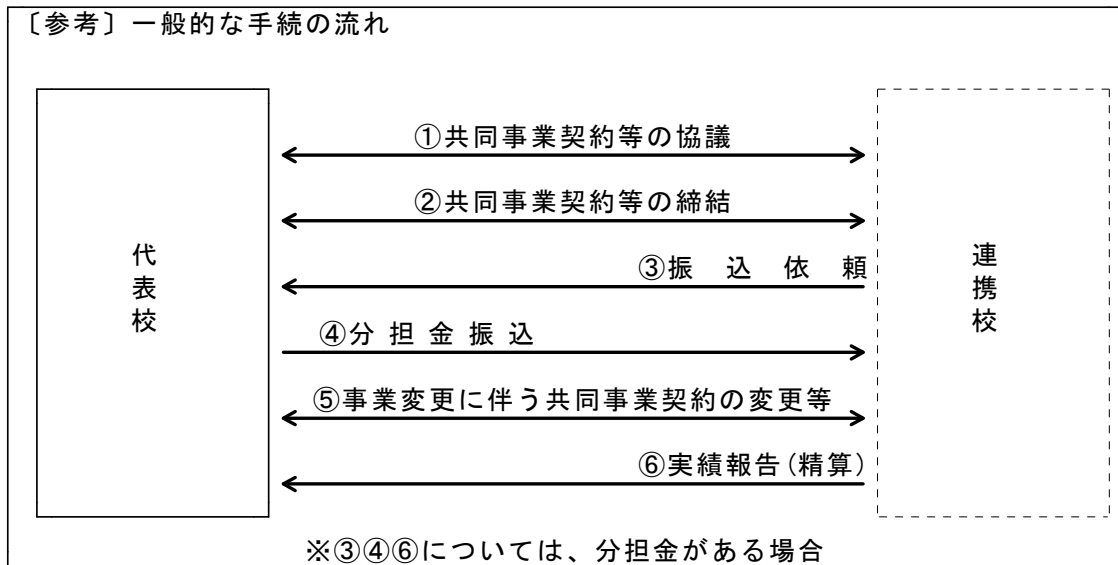 〔参考〕一般的な手続の流れ
代表校
①共同事業契約等の協議
②共同事業契約等の締結
③振込依頼
④分担金振込
⑤事業変更に伴う共同事業契約の変更等
⑥実績報告(精算)
連携校
※③④⑥については、分担金がある場合